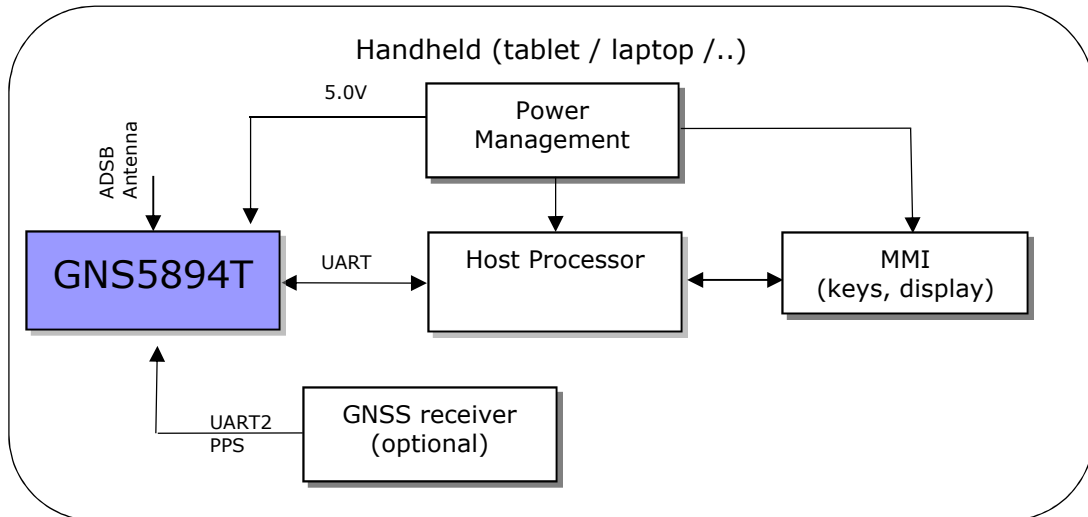 Handheld (tablet / laptop /..)
5.0V
Power
Management
ADSB
Antenna
GNS5894T
UART
Host Processor
MMI
(keys, display)
UART2
PPS
GNSS receiver
(optional)